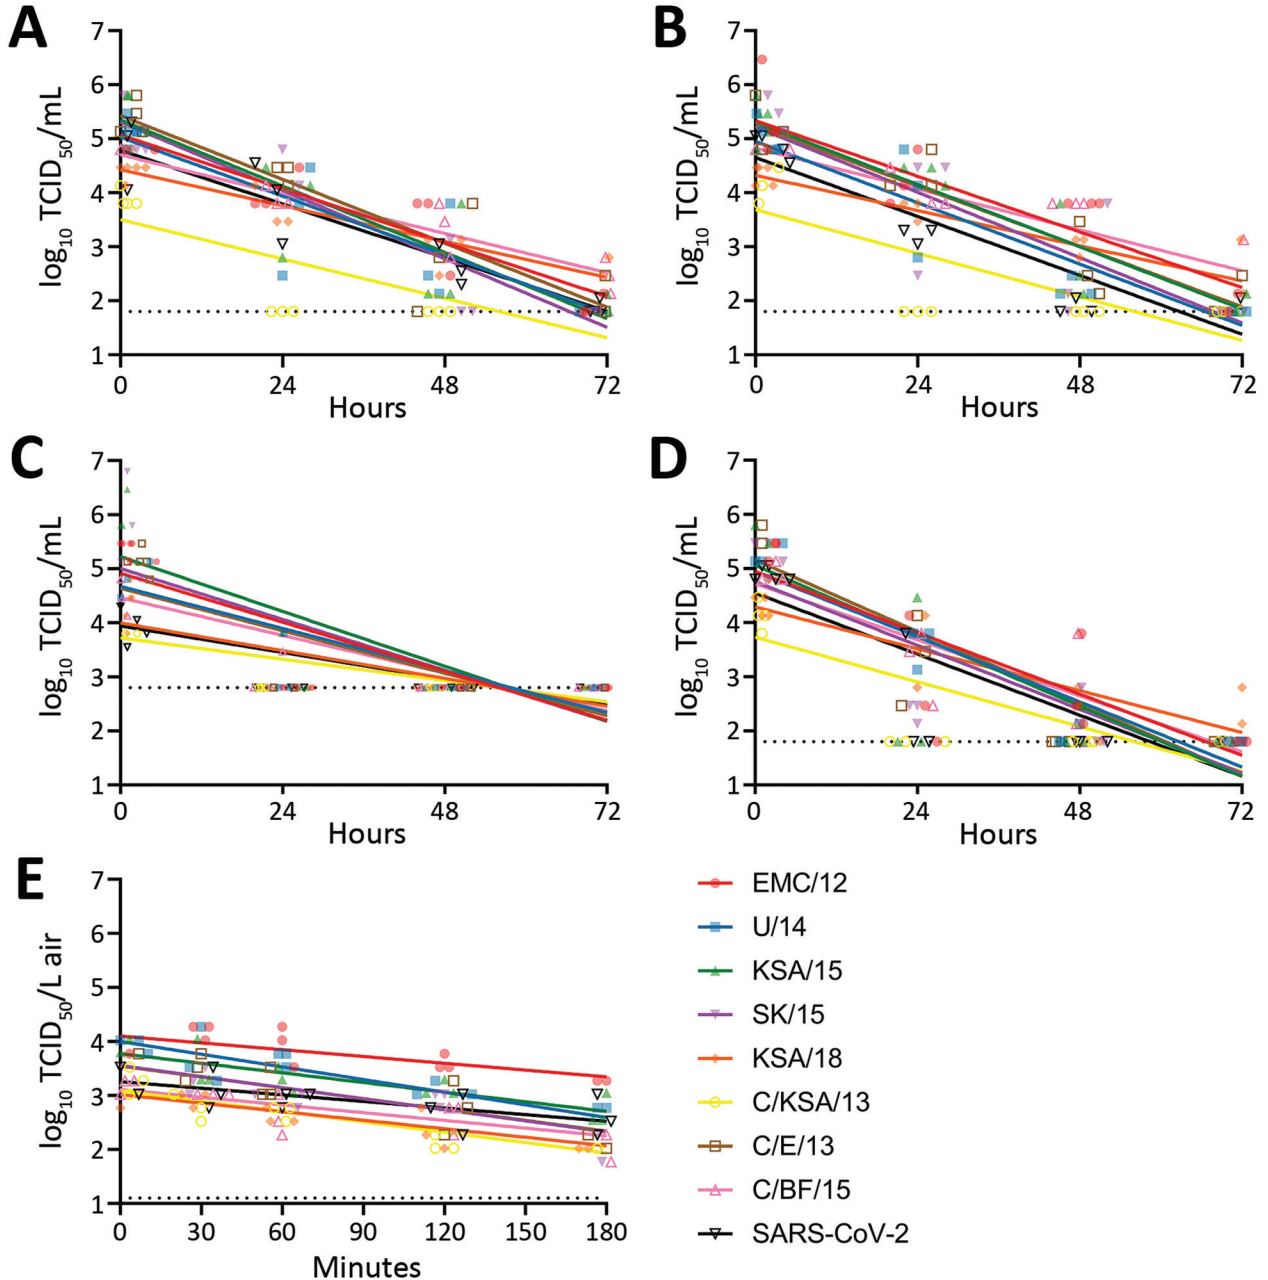 A
7
6
5
4
3
2
1
log10 TCID50/mL
0 24 48 72
Hours
B
7
6
5
4
3
2
1
log10 TCID50/mL
0 24 48 72
Hours
C
7
6
5
4
3
2
1
log10 TCID50/mL
0 24 48 72
Hours
D
7
6
5
4
3
2
1
log10 TCID50/mL
0 24 48 72
Hours
E
7
6
5
4
3
2
1
log10 TCID50/L air
0 30 60 90 120 150 180
Minutes
EMC/12
U/14
KSA/15
SK/15
KSA/18
C/KSA/13
C/E/13
C/BF/15
SARS-CoV-2